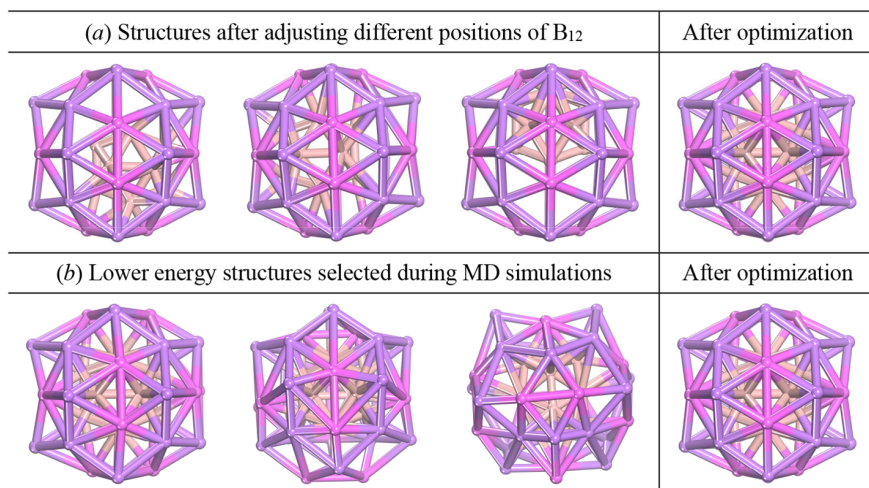 (a) Structures after adjusting different positions of B₁₂
After optimization
(b) Lower energy structures selected during MD simulations
After optimization